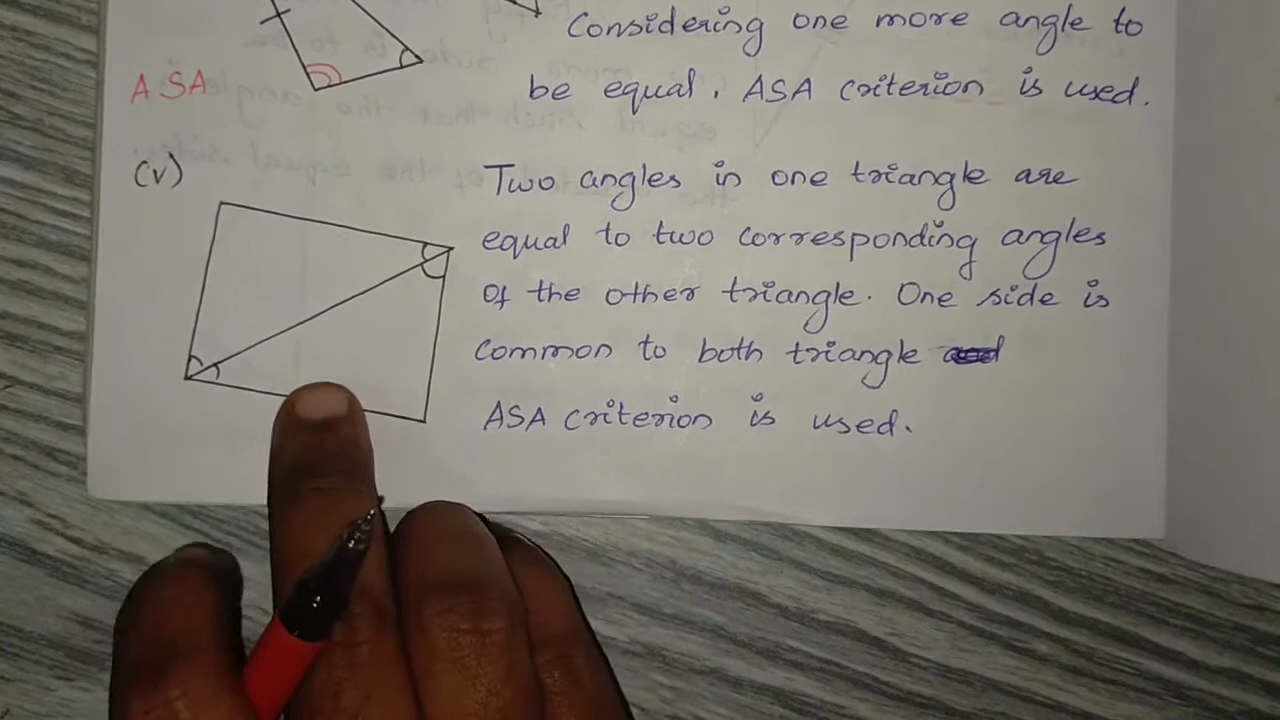 Considering one more angle to
ASA
be equal. ASA criterion is used.
(v)
Two angles in one triangle are
equal to two corresponding angles
of the other triangle. One side is
common to both triangle
ASA criterion is used.